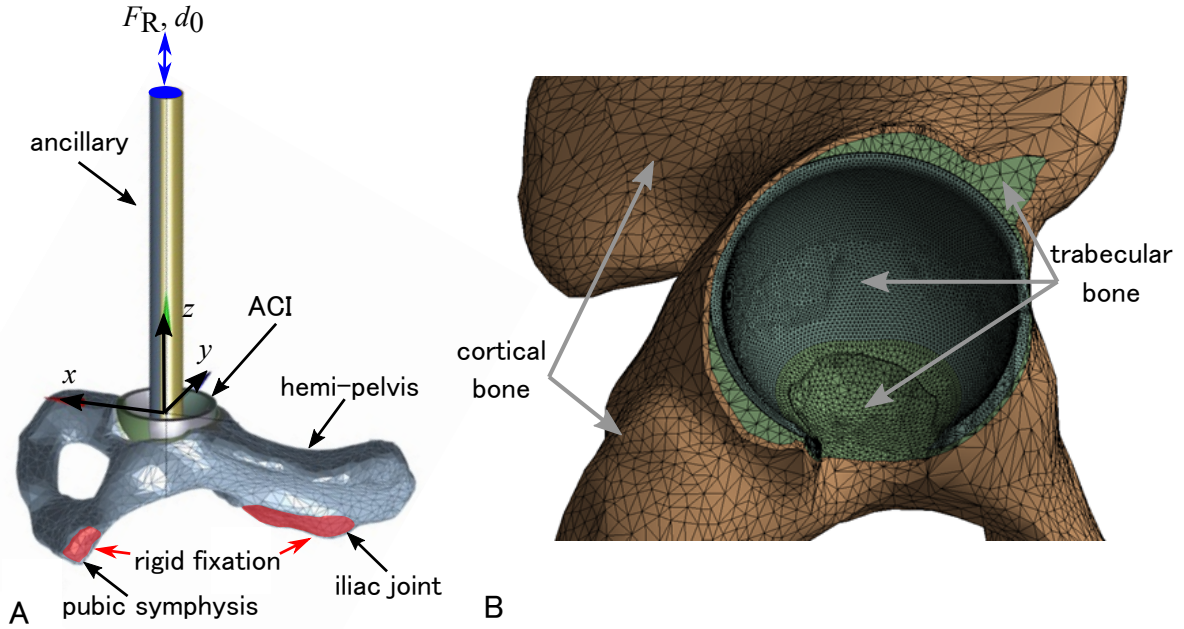 F_R, d_0
ancillary
z
ACI
y
x
hemi-pelvis
rigid fixation
iliac joint
pubic symphysis
A
cortical
bone
trabecular
bone
B